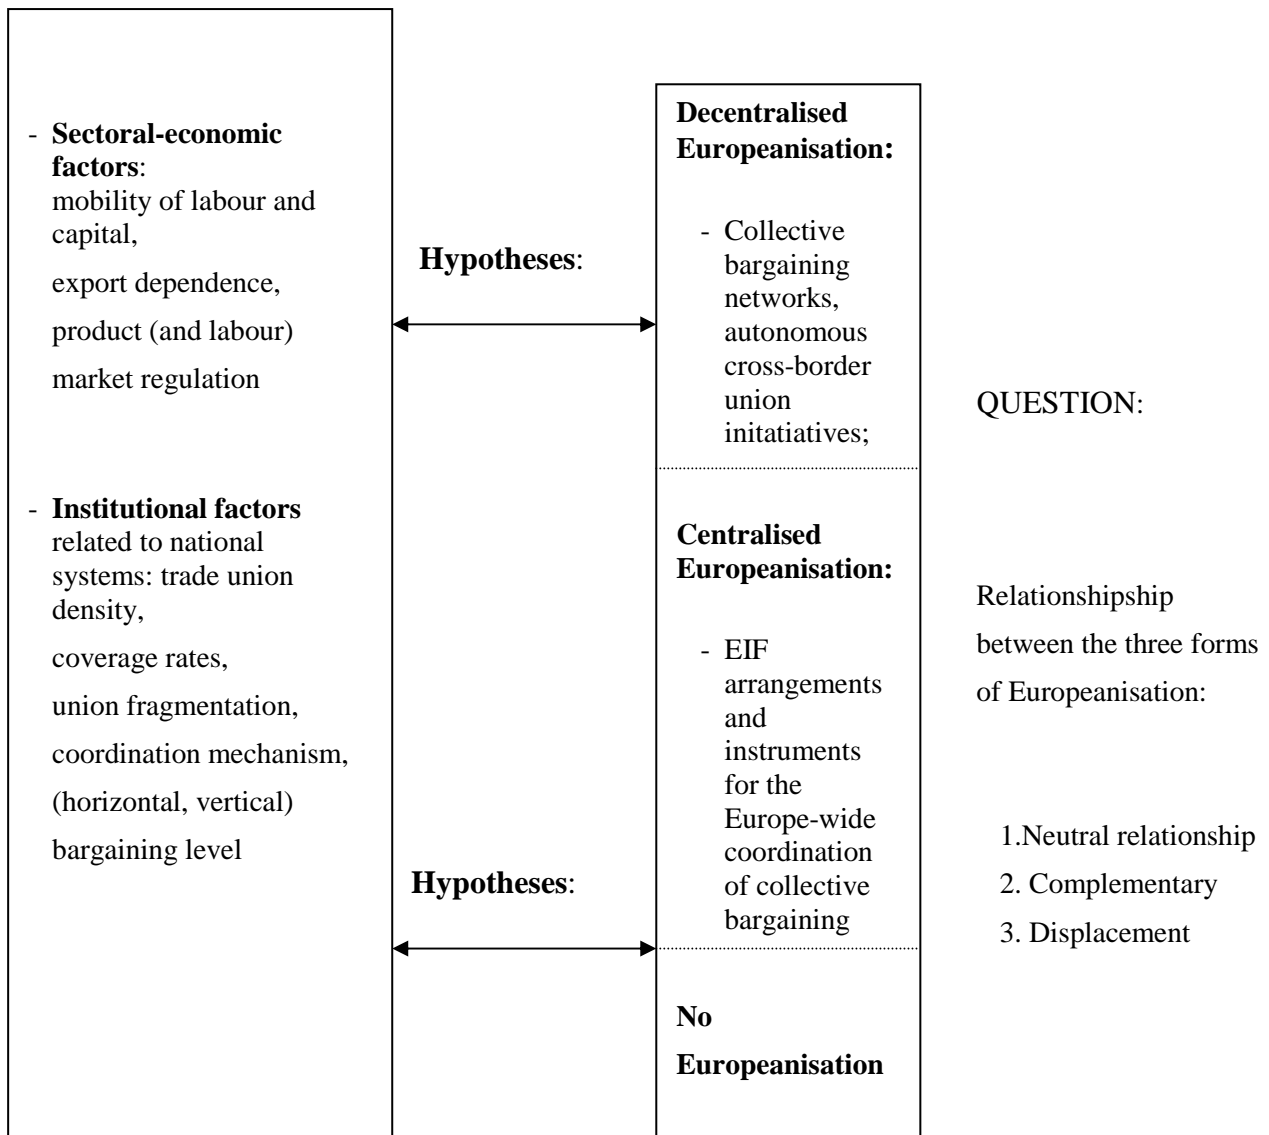 - Sectoral-economic
factors:
mobility of labour and
capital,
export dependence,
product (and labour)
market regulation
- Institutional factors
related to national
systems: trade union
density,
coverage rates,
union fragmentation,
coordination mechanism,
(horizontal, vertical)
bargaining level
Hypotheses:
Hypotheses:
Decentralised
Europeanisation:
- Collective
bargaining
networks,
autonomous
cross-border
union
initatiatives;
Centralised
Europeanisation:
- EIF
arrangements
and
instruments
for the
Europe-wide
coordination
of collective
bargaining
No
Europeanisation
QUESTION:
Relationshipship
between the three forms
of Europeanisation:
1.Neutral relationship
2. Complementary
3. Displacement